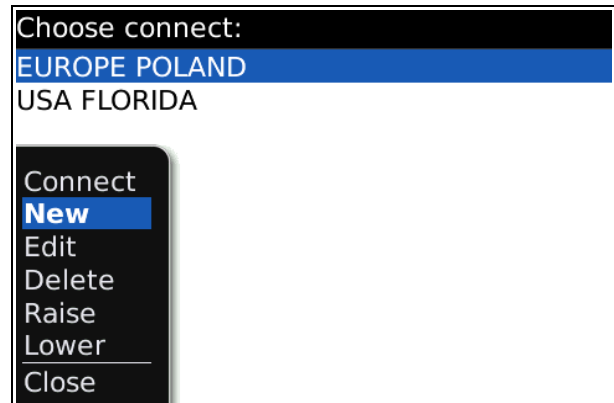 Choose connect:
EUROPE POLAND
USA FLORIDA
Connect
New
Edit
Delete
Raise
Lower
Close